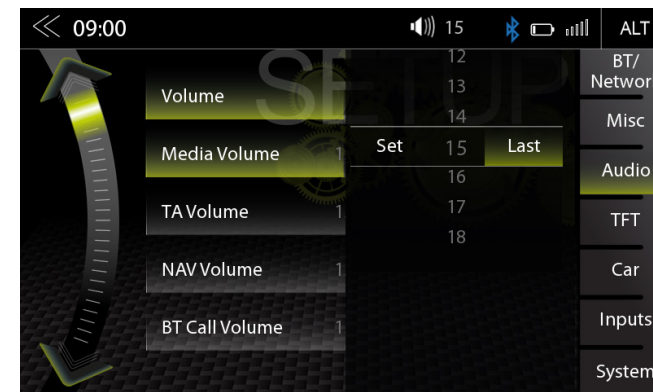 09:00 15 ALT
SETUP
12
13
14
Set 15 Last
16
17
18
Volume
Media Volume 1
TA Volume 1
NAV Volume 1
BT Call Volume 1
BT/
Networ
Misc
Audio
TFT
Car
Inputs
System